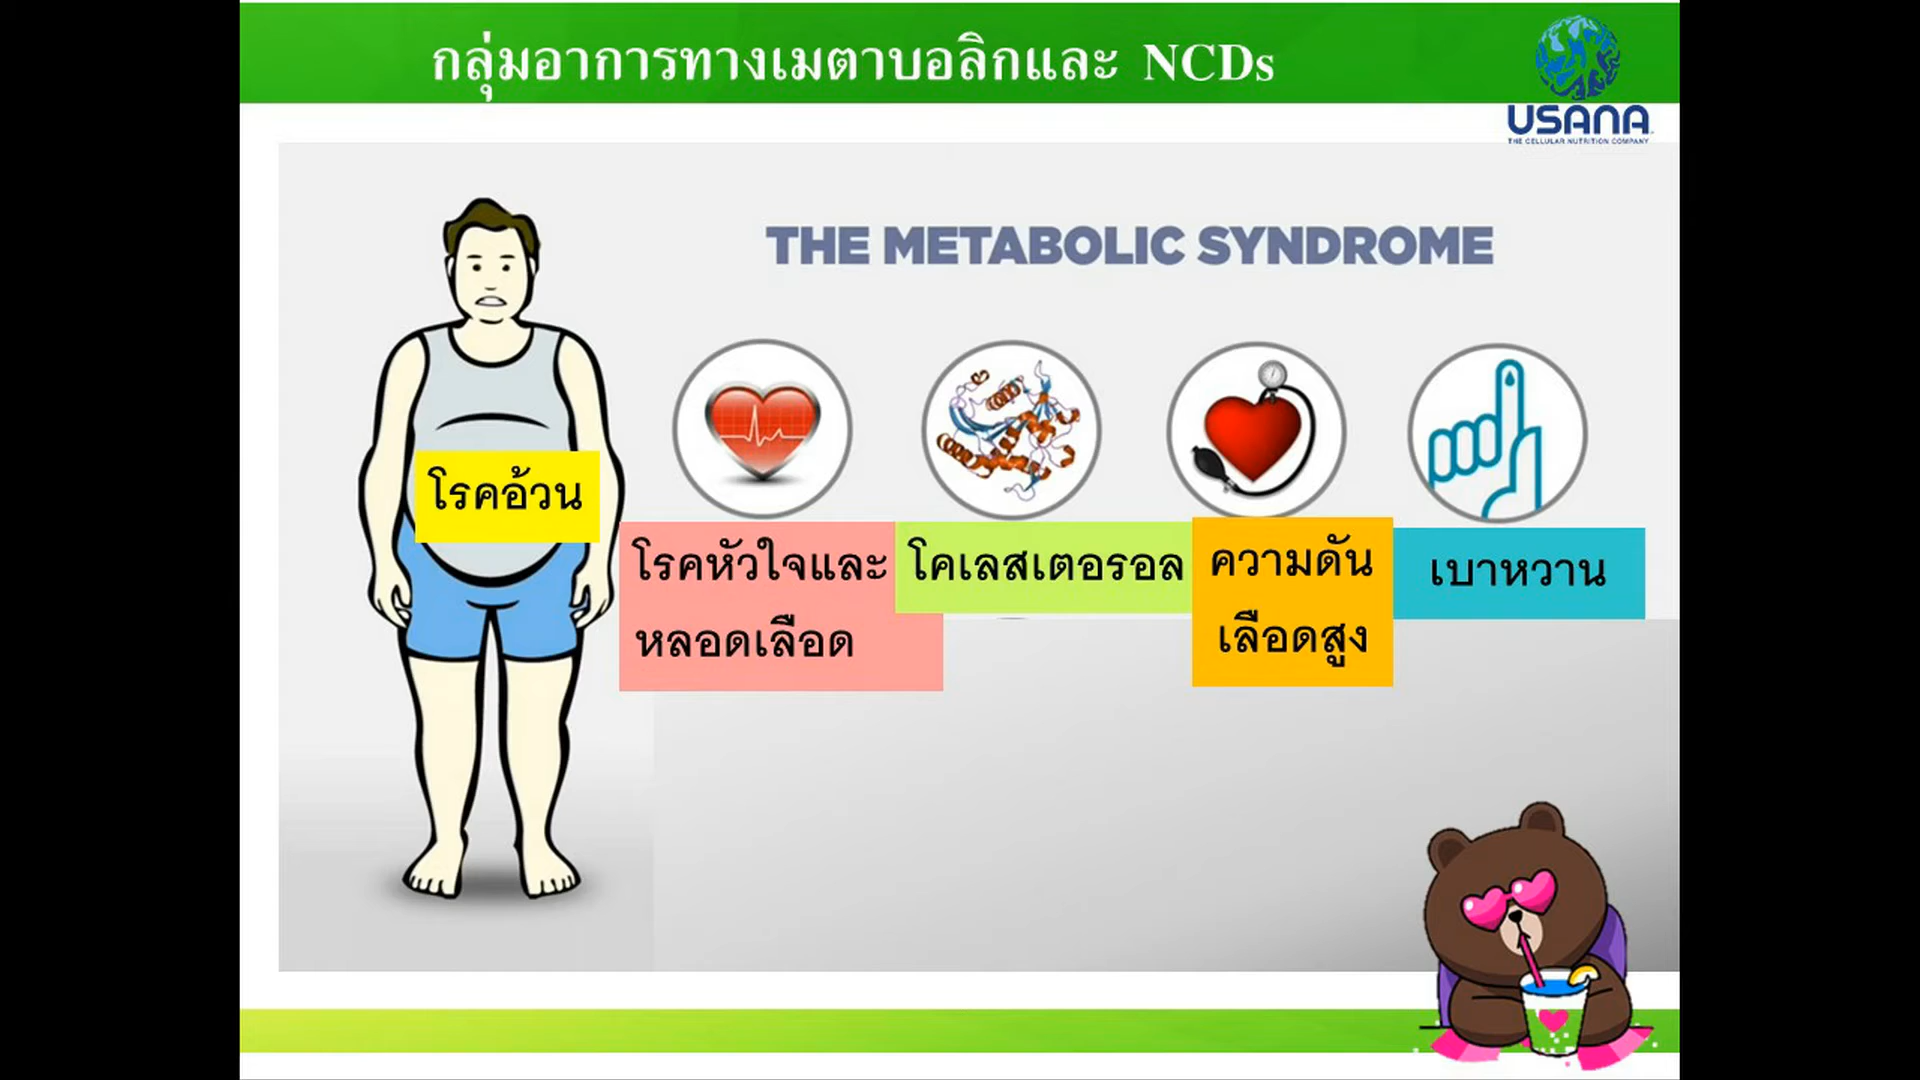 กลุ่มอาการทางเมตาบอลิกและ NCDs
USANA
THE CELLULAR NUTRITION COMPANY
THE METABOLIC SYNDROME
โรคอ้วน
โรคหัวใจและ
หลอดเลือด
โคเลสเตอรอล
ความดัน
เลือดสูง
เบาหวาน